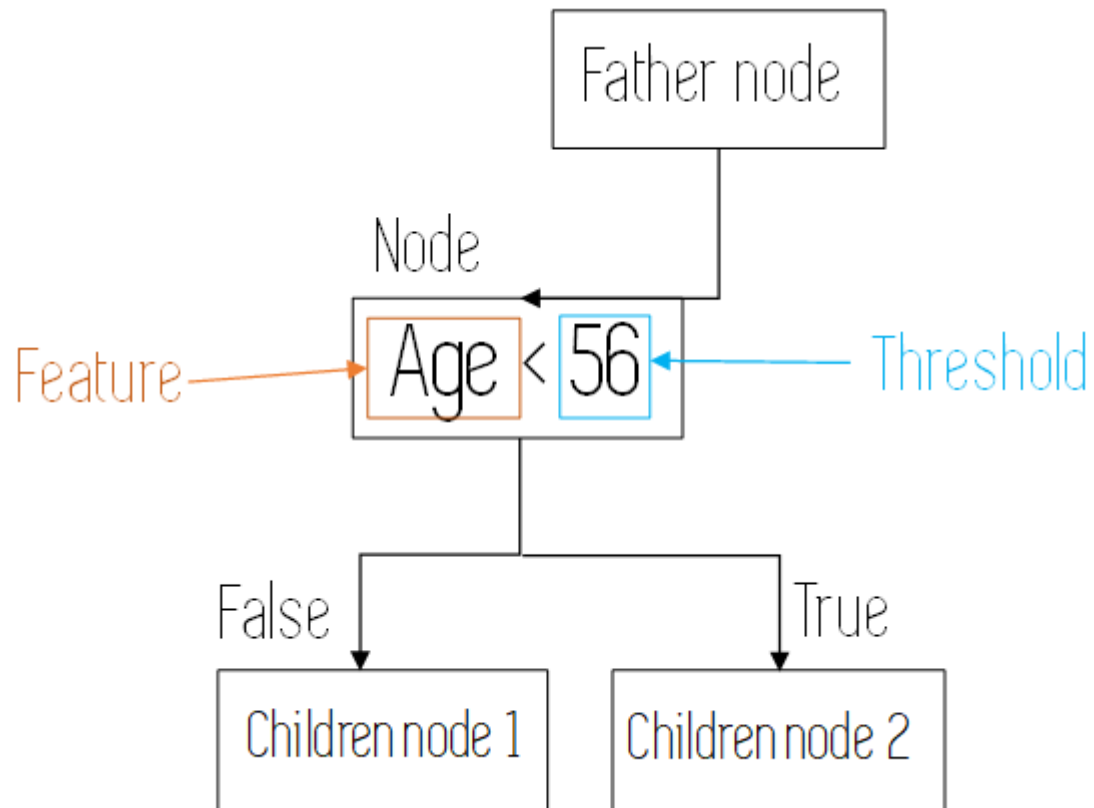 Father node
Node
Feature
Age < 56
Threshold
False
True
Children node 1
Children node 2